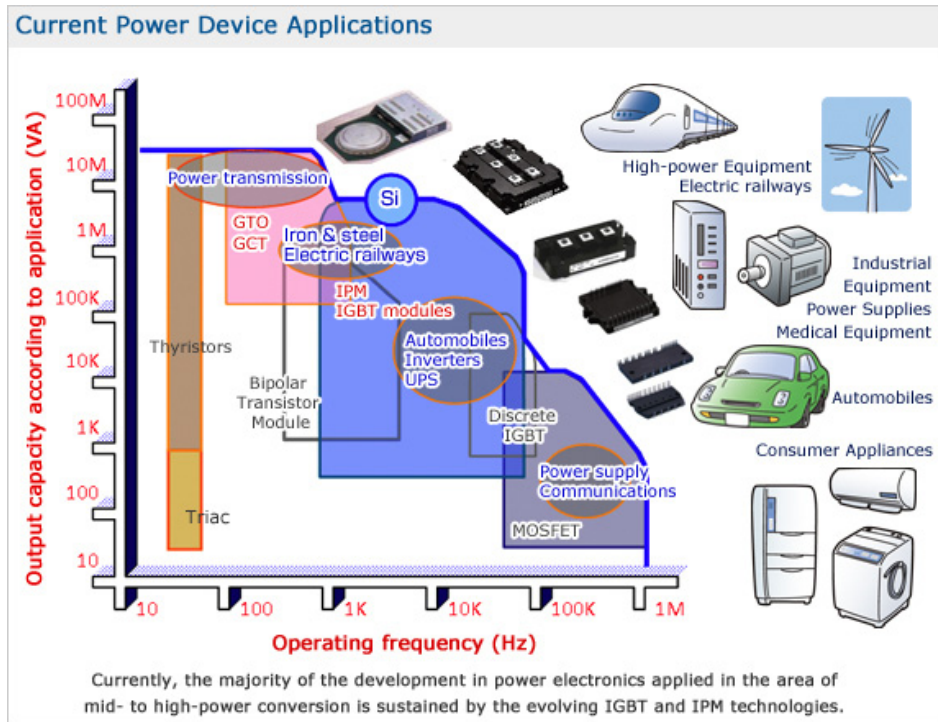 Current Power Device Applications
Output capacity according to application (VA)
100M
10M
1M
100K
10K
1K
100
10
Power transmission
GTO
GCT
Si
Iron & steel
Electric railways
IPM
IGBT modules
Thyristors
Automobiles
Inverters
UPS
Bipolar
Transistor
Module
Discrete
IGBT
Power supply
Communications
Triac
MOSFET
10
100
1K
10K
100K
1M
Operating frequency (Hz)
High-power Equipment
Electric railways
Industrial
Equipment
Power Supplies
Medical Equipment
Automobiles
Consumer Appliances
Currently, the majority of the development in power electronics applied in the area of
mid- to high-power conversion is sustained by the evolving IGBT and IPM technologies.